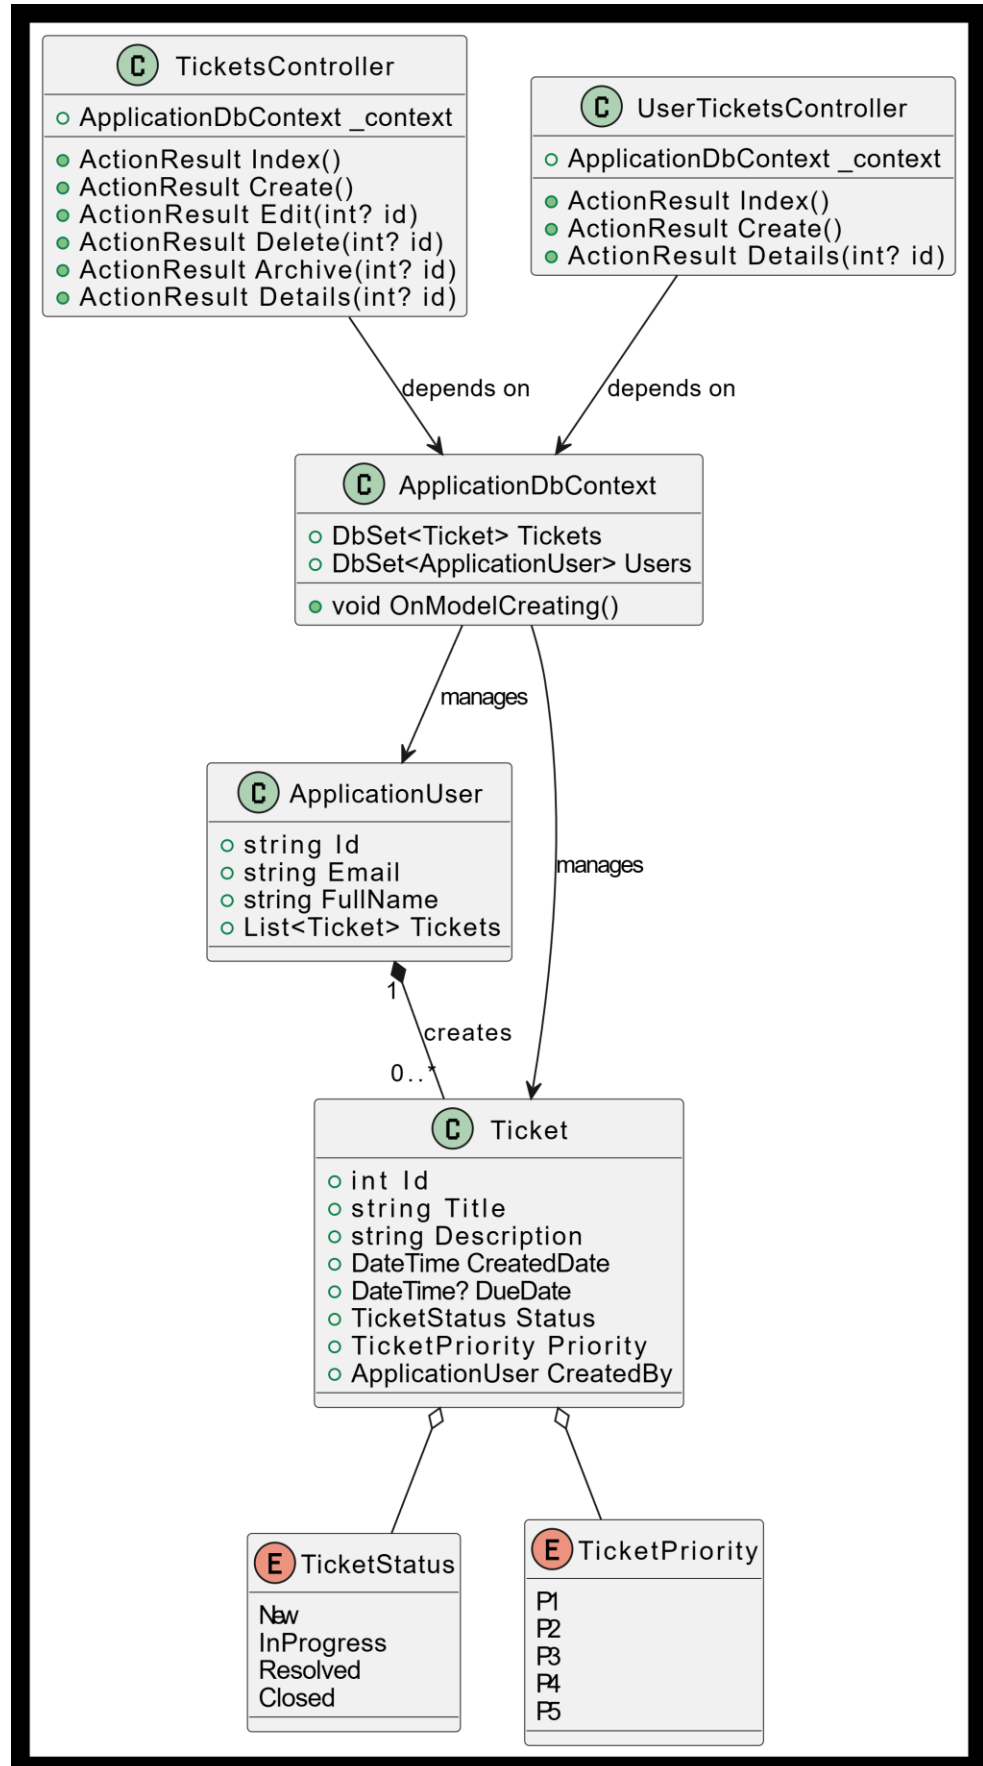 C TicketsController
ApplicationDbContext _context
ActionResult Index()
ActionResult Create()
ActionResult Edit(int? id)
ActionResult Delete(int? id)
ActionResult Archive(int? id)
ActionResult Details(int? id)
C UserTicketsController
ApplicationDbContext _context
ActionResult Index()
ActionResult Create()
ActionResult Details(int? id)
depends on
depends on
C ApplicationDbContext
DbSet<Ticket> Tickets
DbSet<ApplicationUser> Users
void OnModelCreating()
manages
manages
C ApplicationUser
string Id
string Email
string FullName
List<Ticket> Tickets
1
creates
0..*
C Ticket
int Id
string Title
string Description
DateTime CreatedDate
DateTime? DueDate
TicketStatus Status
TicketPriority Priority
ApplicationUser CreatedBy
E TicketStatus
New
InProgress
Resolved
Closed
E TicketPriority
P1
P2
P3
P4
P5